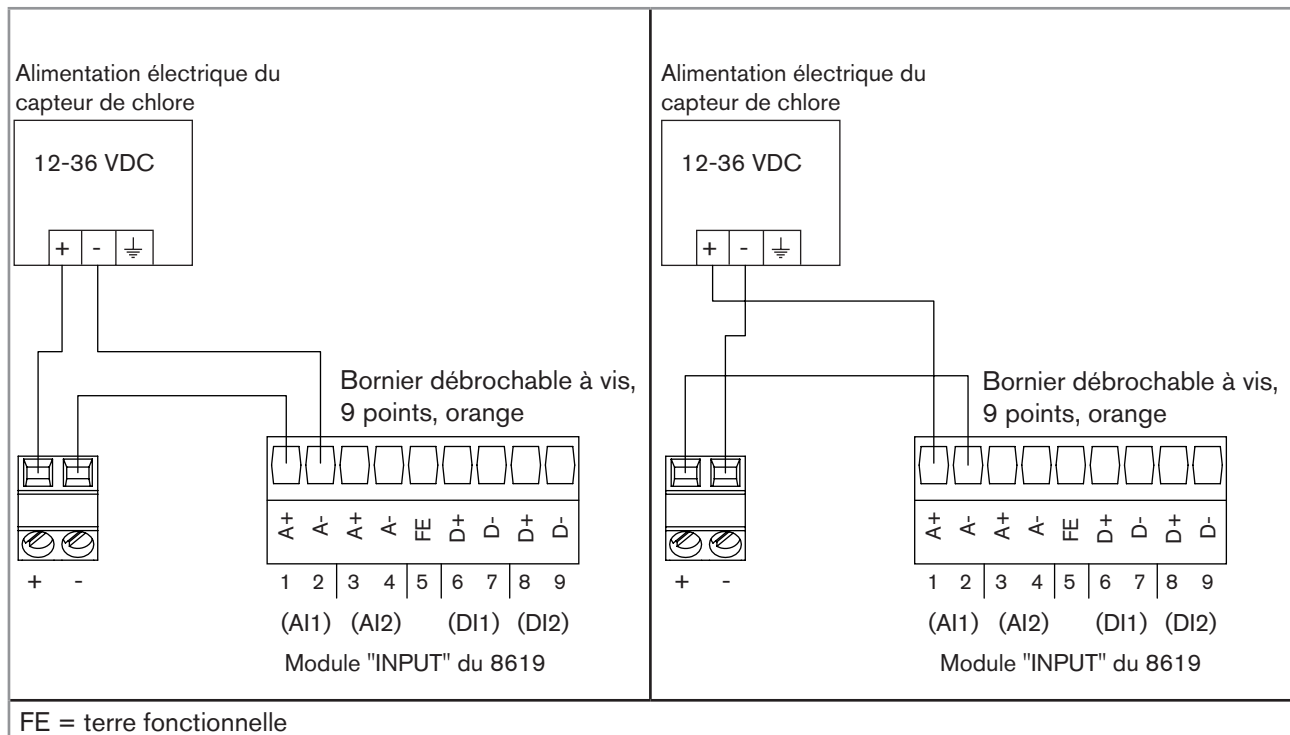 Alimentation électrique du
capteur de chlore
12-36 VDC
+ -
Bornier débrochable à vis,
9 points, orange
A+ A- A+ A- FE D+ D- D+ D-
+ -
1 2 3 4 5 6 7 8 9
(AI1) (AI2) (DI1) (DI2)
Module "INPUT" du 8619
Alimentation électrique du
capteur de chlore
12-36 VDC
+ -
Bornier débrochable à vis,
9 points, orange
A+ A- A+ A- FE D+ D- D+ D-
+ -
1 2 3 4 5 6 7 8 9
(AI1) (AI2) (DI1) (DI2)
Module "INPUT" du 8619
FE = terre fonctionnelle